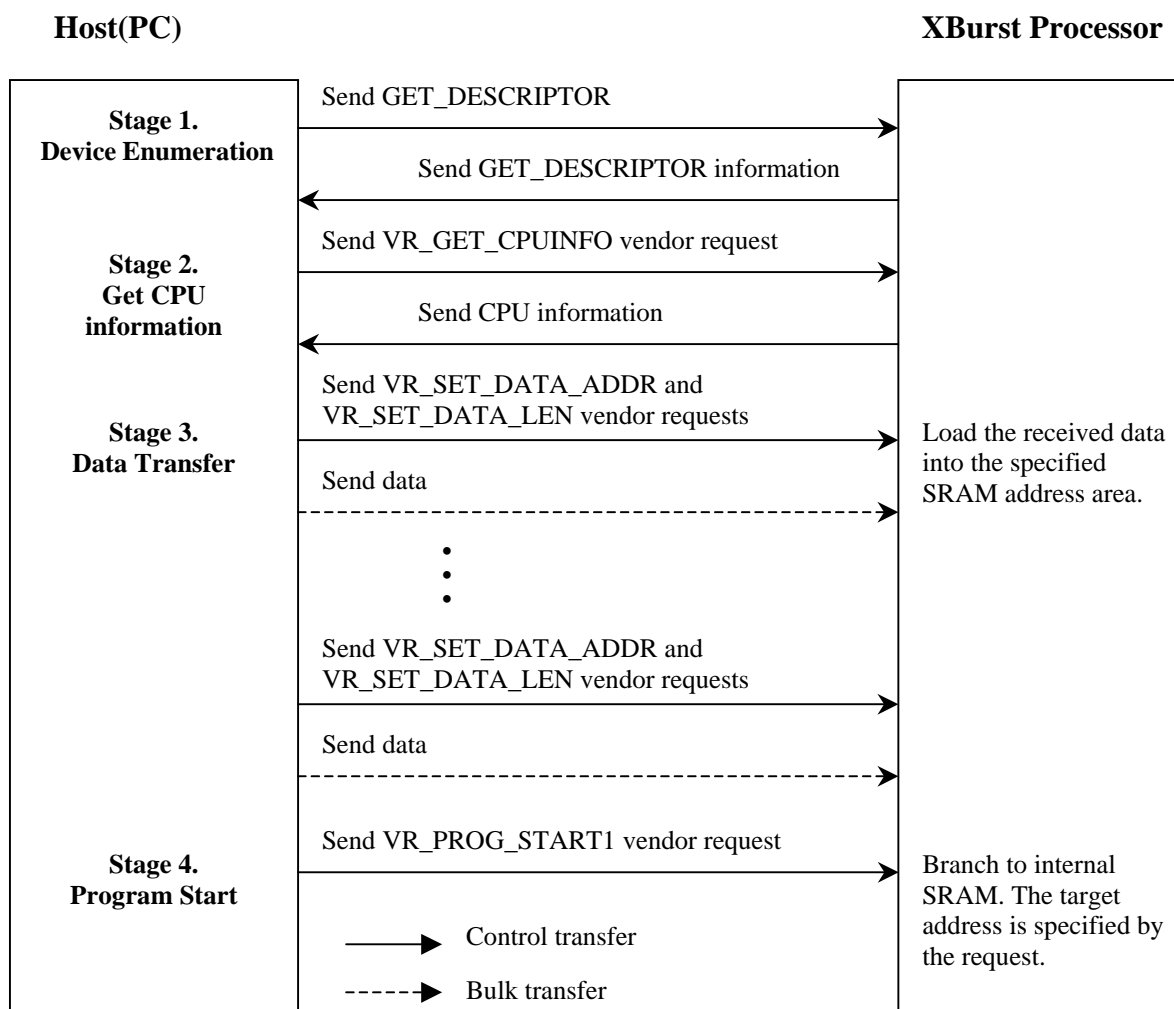 Host(PC)
XBurst Processor
Stage 1.
Device Enumeration
Send GET_DESCRIPTOR
Send GET_DESCRIPTOR information
Stage 2.
Get CPU
information
Send VR_GET_CPUINFO vendor request
Send CPU information
Stage 3.
Data Transfer
Send VR_SET_DATA_ADDR and
VR_SET_DATA_LEN vendor requests
Send data
Load the received data
into the specified
SRAM address area.
Send VR_SET_DATA_ADDR and
VR_SET_DATA_LEN vendor requests
Send data
Stage 4.
Program Start
Send VR_PROG_START1 vendor request
Branch to internal
SRAM. The target
address is specified by
the request.
Control transfer
Bulk transfer